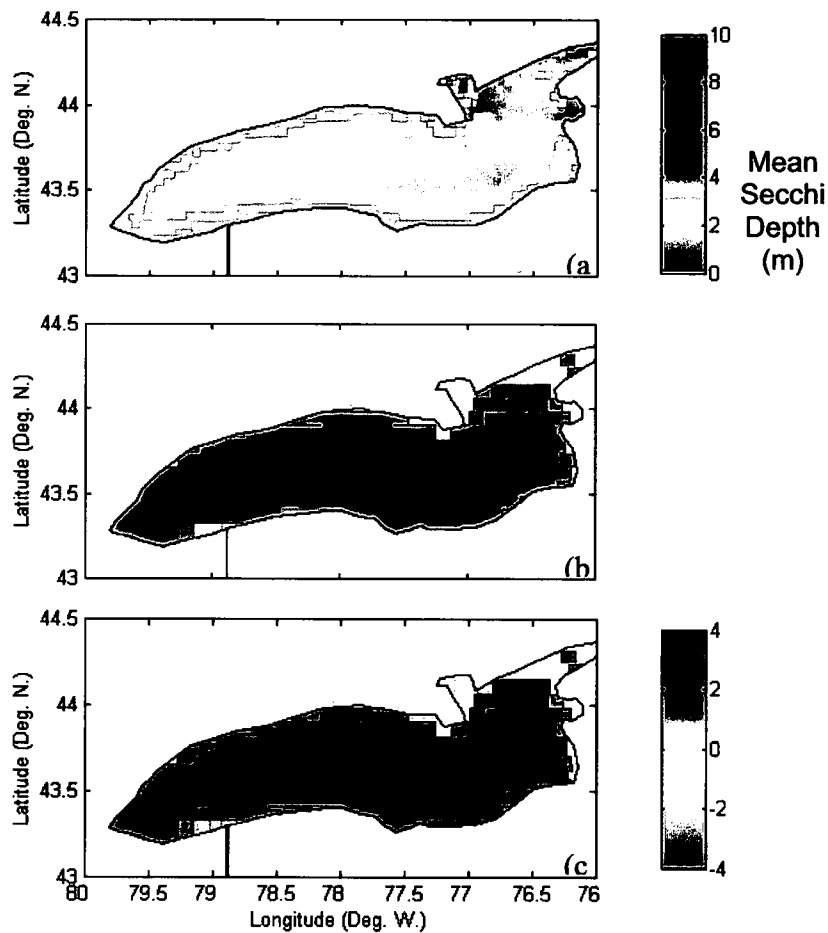 44.5
44
43.5
43
Latitude (Deg. N.)
(a
10
8
6
4
2
0
Mean
Secchi
Depth
(m)
44.5
44
43.5
43
Latitude (Deg. N.)
(b
44.5
44
43.5
43
Latitude (Deg. N.)
(c
4
2
0
-2
-4
80 79.5 79 78.5 78 77.5 77 76.5 76
Longitude (Deg. W.)